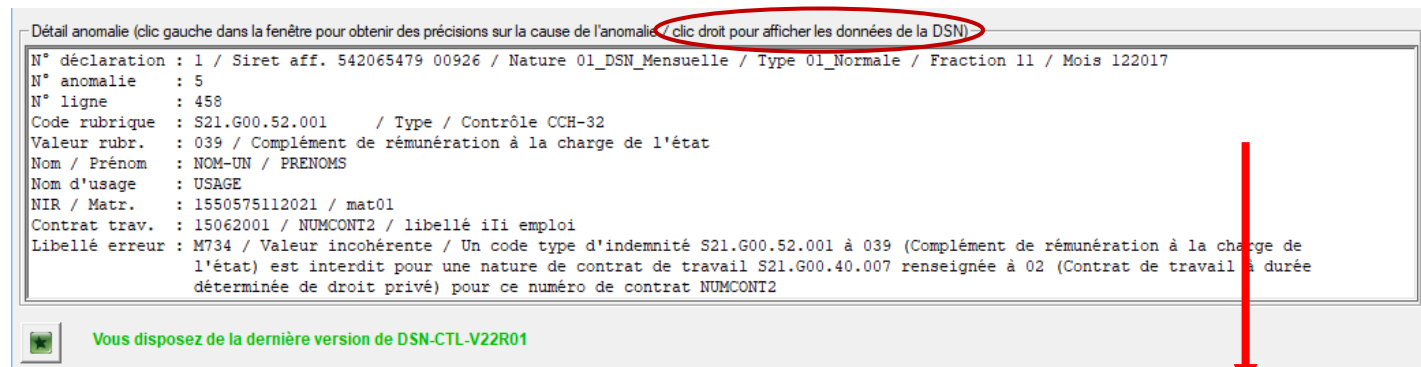 Détail anomalie (clic gauche dans la fenêtre pour obtenir des précisions sur la cause de l'anomalie / clic droit pour afficher les données de la DSN)
N° déclaration : 1 / Siret aff. 542065479 00926 / Nature 01_DSN_Mensuelle / Type 01_Normale / Fraction 11 / Mois 122017
N° anomalie : 5
N° ligne : 458
Code rubrique : S21.G00.52.001 / Type / Contrôle CCH-32
Valeur rubr. : 039 / Complément de rémunération à la charge de l'état
Nom / Prénom : NOM-UN / PRENOMS
Nom d'usage : USAGE
NIR / Matr. : 1550575112021 / mat01
Contrat trav. : 15062001 / NUMCONT2 / libellé iIi emploi
Libellé erreur : M734 / Valeur incohérente / Un code type d'indemnité S21.G00.52.001 à 039 (Complément de rémunération à la charge de
l'état) est interdit pour une nature de contrat de travail S21.G00.40.007 renseignée à 02 (Contrat de travail à durée
déterminée de droit privé) pour ce numéro de contrat NUMCONT2
Vous disposez de la dernière version de DSN-CTL-V22R01